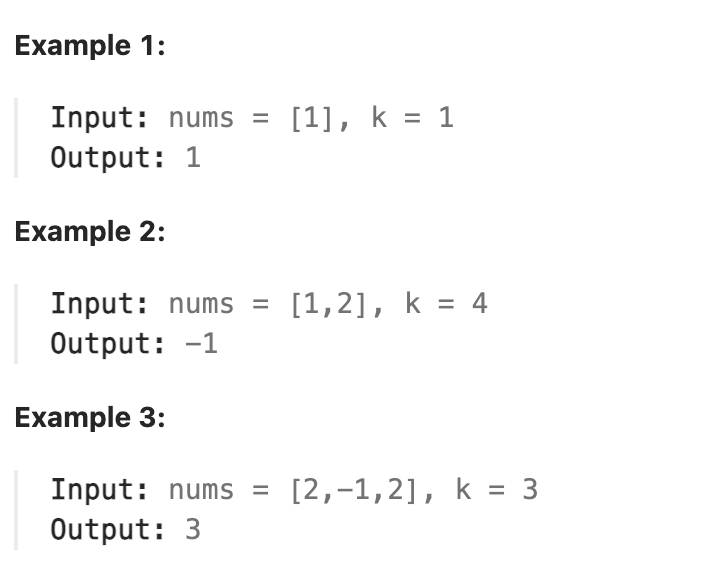 Example 1:
Input: nums = [1], k = 1
Output: 1
Example 2:
Input: nums = [1,2], k = 4
Output: -1
Example 3:
Input: nums = [2,-1,2], k = 3
Output: 3